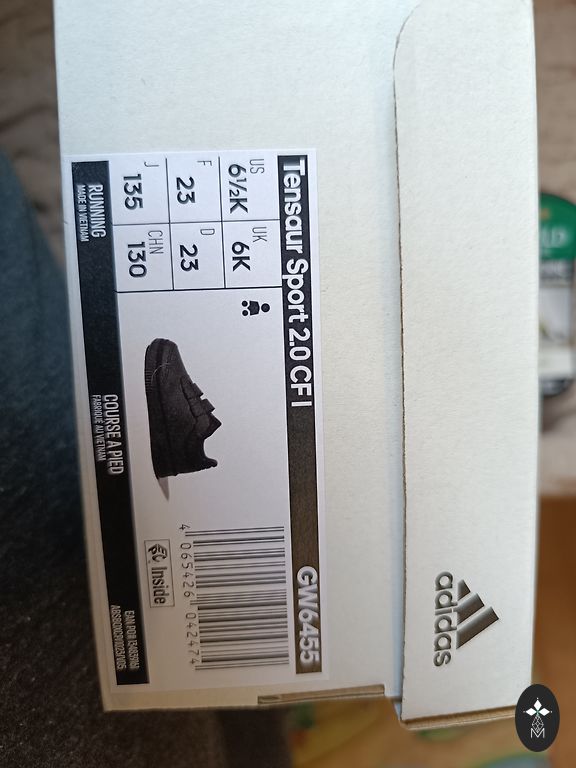 Tensaur Sport 2.0 CF I GW6455
US 6½K UK 6K
F 23 D 23
J 135 CHN 130
4 065426 042474
Inside
RUNNING COURSE A PIED
MADE IN VIETNAM FABRIQUE AU VIETNAM
adidas
M